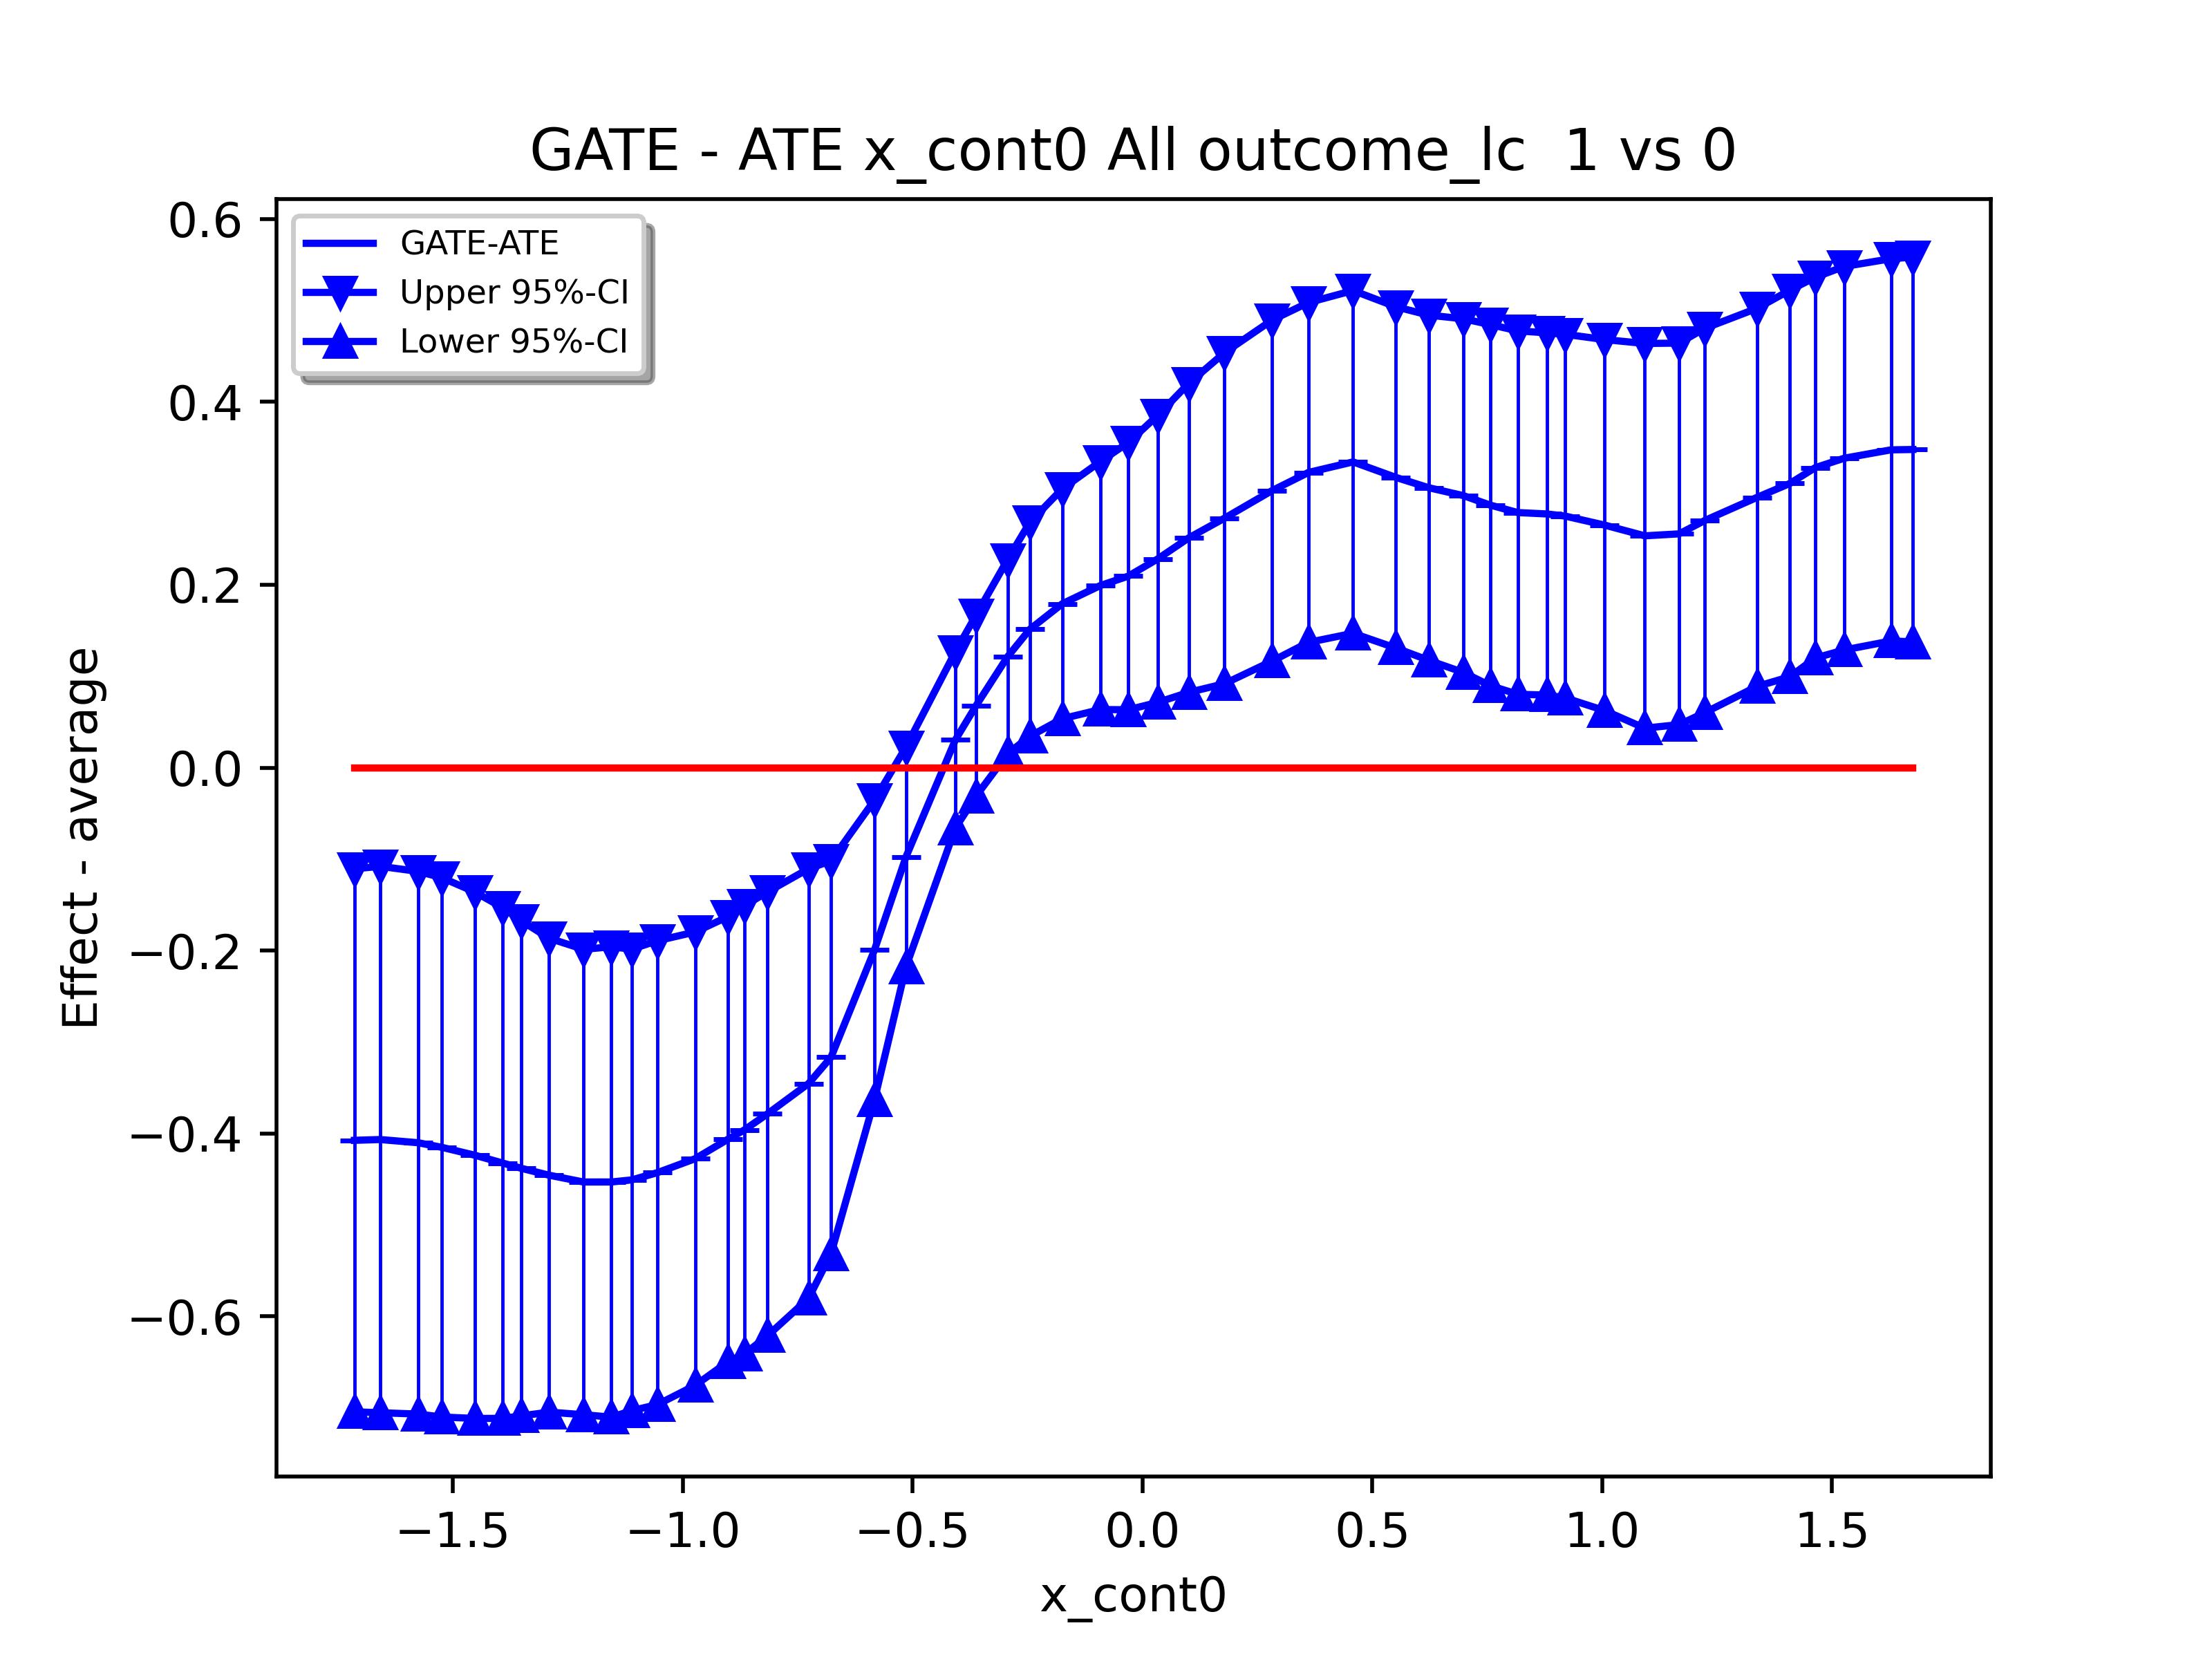 GATE - ATE x_cont0 All outcome_lc  1 vs 0
GATE-ATE
Upper 95%-CI
Lower 95%-CI
0.6
0.4
0.2
0.0
−0.2
−0.4
−0.6
Effect - average
−1.5 −1.0 −0.5 0.0 0.5 1.0 1.5
x_cont0